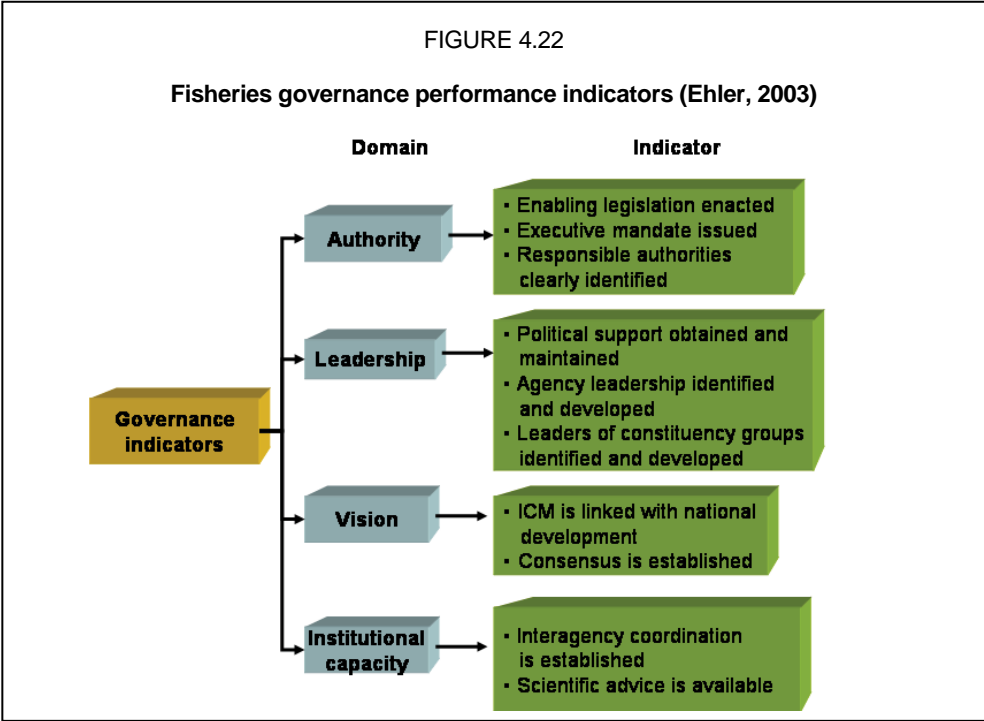 FIGURE 4.22
Fisheries governance performance indicators (Ehler, 2003)
Domain
Indicator
Governance
indicators
Authority
▪ Enabling legislation enacted
▪ Executive mandate issued
▪ Responsible authorities
clearly identified
Leadership
▪ Political support obtained and
maintained
▪ Agency leadership identified
and developed
▪ Leaders of constituency groups
identified and developed
Vision
▪ ICM is linked with national
development
▪ Consensus is established
Institutional
capacity
▪ Interagency coordination
is established
▪ Scientific advice is available